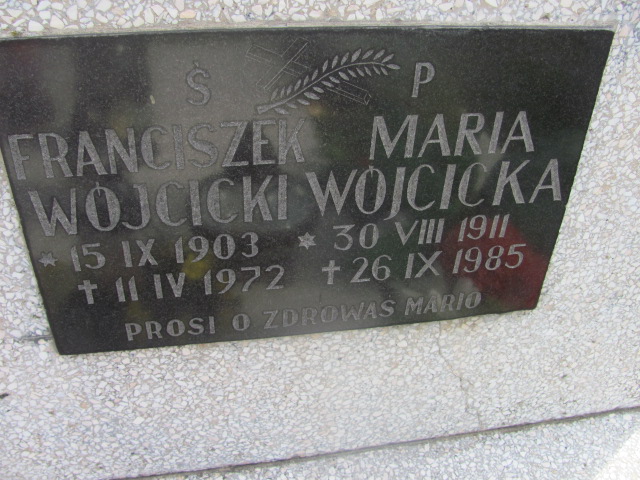 Ś P
FRANCISZEK
WÓJCICKI
* 15 IX 1903
✝ 11 IV 1972
MARIA
WÓJCICKA
* 30 VIII 1911
✝ 26 IX 1985
PROSI O ZDROWAŚ MARIO